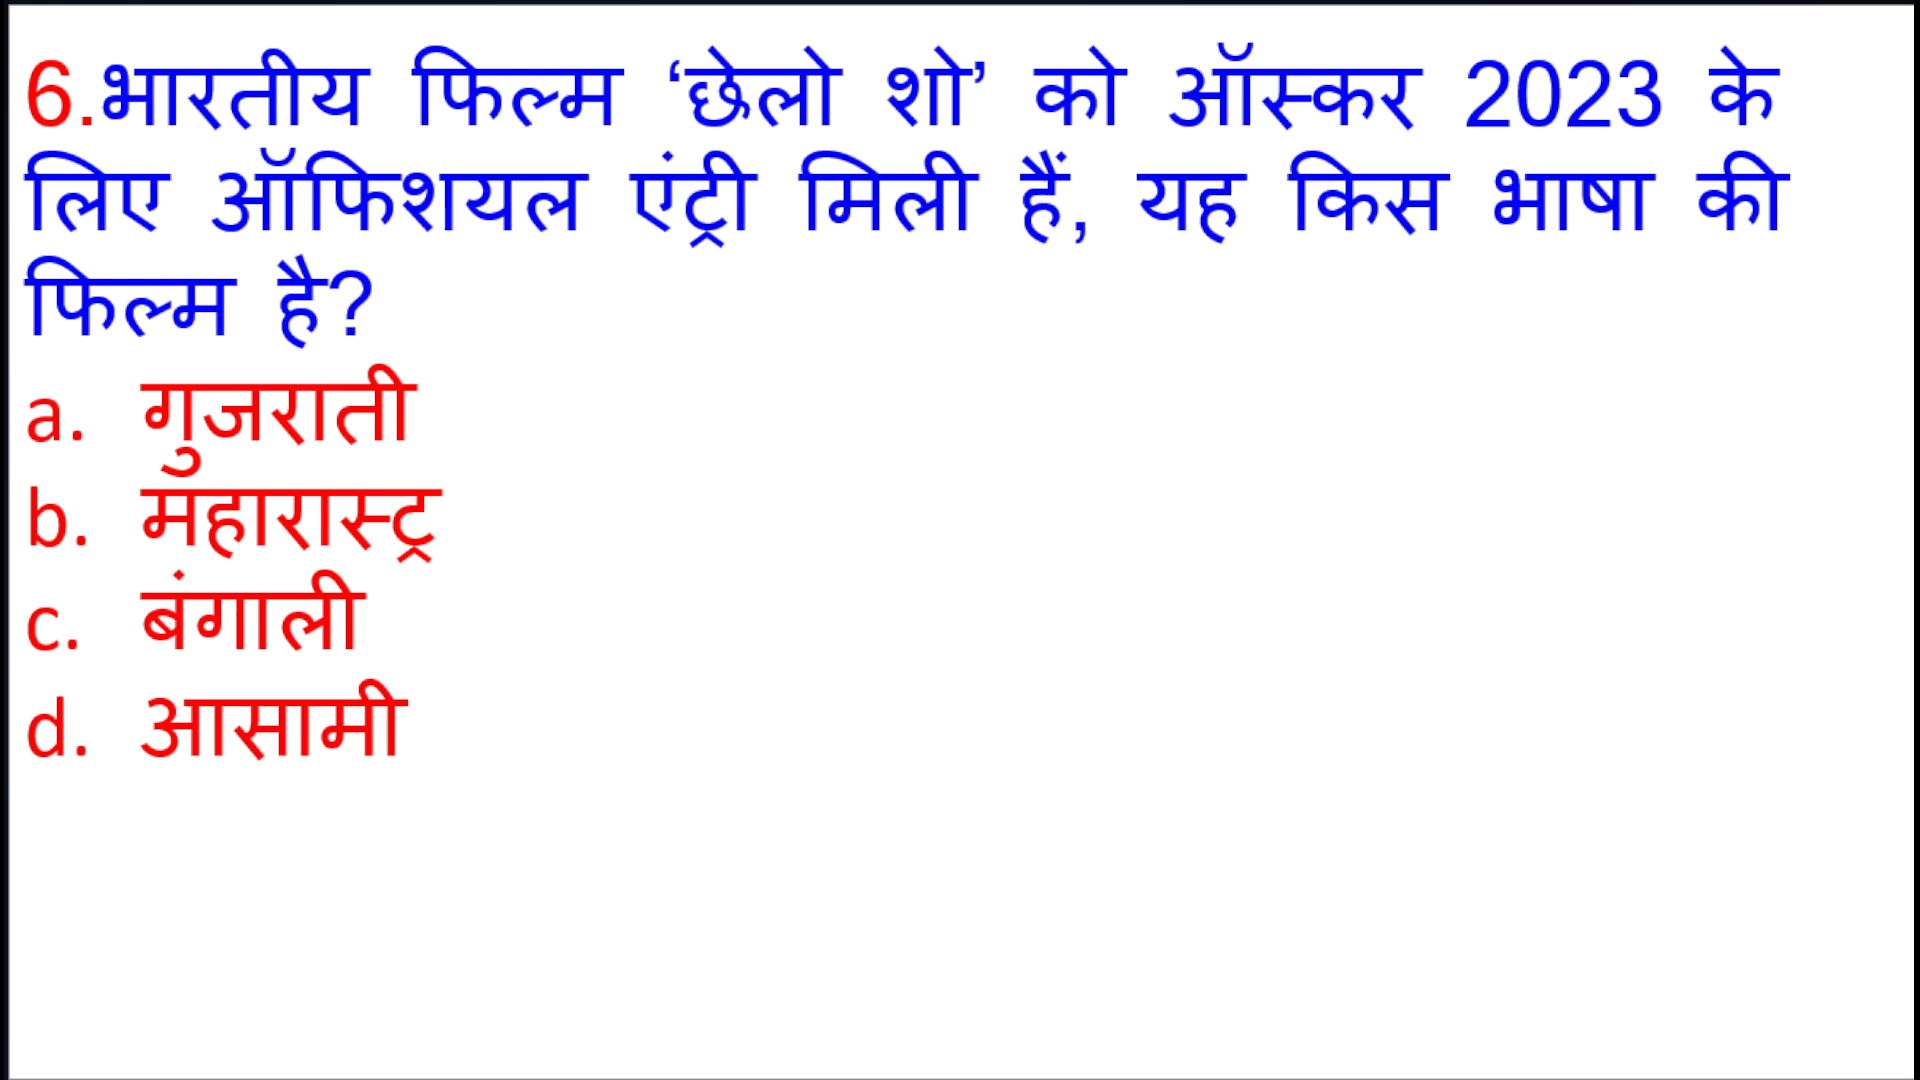 6.भारतीय फिल्म ‘छेलो शो’ को ऑस्कर 2023 के
लिए ऑफिशयल एंट्री मिली हैं, यह किस भाषा की
फिल्म है?
a. गुजराती
b. महारास्ट्र
c. बंगाली
d. आसामी